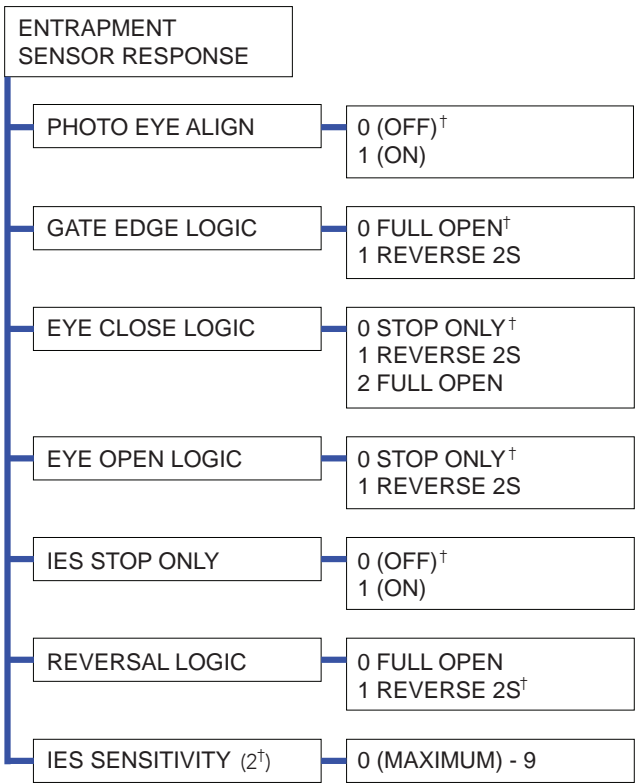 ENTRAPMENT
SENSOR RESPONSE
PHOTO EYE ALIGN
0 (OFF)†
1 (ON)
GATE EDGE LOGIC
0 FULL OPEN†
1 REVERSE 2S
EYE CLOSE LOGIC
0 STOP ONLY†
1 REVERSE 2S
2 FULL OPEN
EYE OPEN LOGIC
0 STOP ONLY†
1 REVERSE 2S
IES STOP ONLY
0 (OFF)†
1 (ON)
REVERSAL LOGIC
0 FULL OPEN
1 REVERSE 2S†
IES SENSITIVITY (2†)
0 (MAXIMUM) - 9